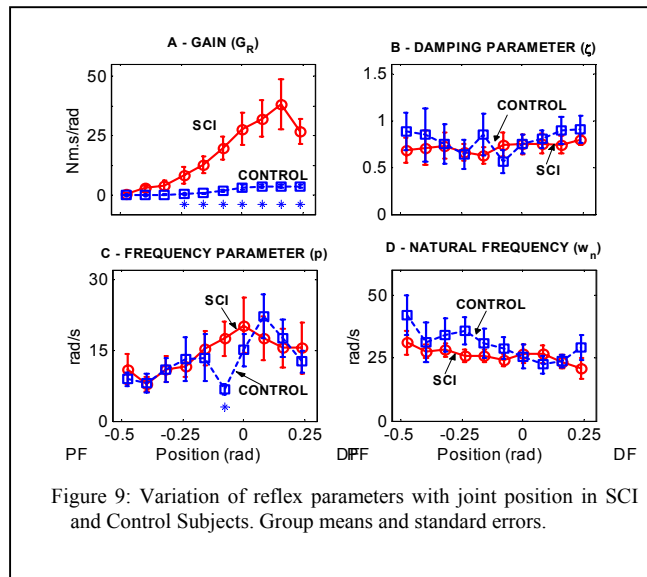 A - GAIN (G_R)
50
25
0
Nm.s/rad
SCI
CONTROL
* * * * * * *
B - DAMPING PARAMETER (ζ)
1.5
1
0.5
0
CONTROL
SCI
C - FREQUENCY PARAMETER (p)
30
15
0
rad/s
SCI
CONTROL
*
-0.5 -0.25 0 0.25
PF Position (rad) DF
D - NATURAL FREQUENCY (w_n)
50
25
0
rad/s
CONTROL
SCI
-0.5 -0.25 0 0.25
PF Position (rad) DF
Figure 9: Variation of reflex parameters with joint position in SCI
and Control Subjects. Group means and standard errors.